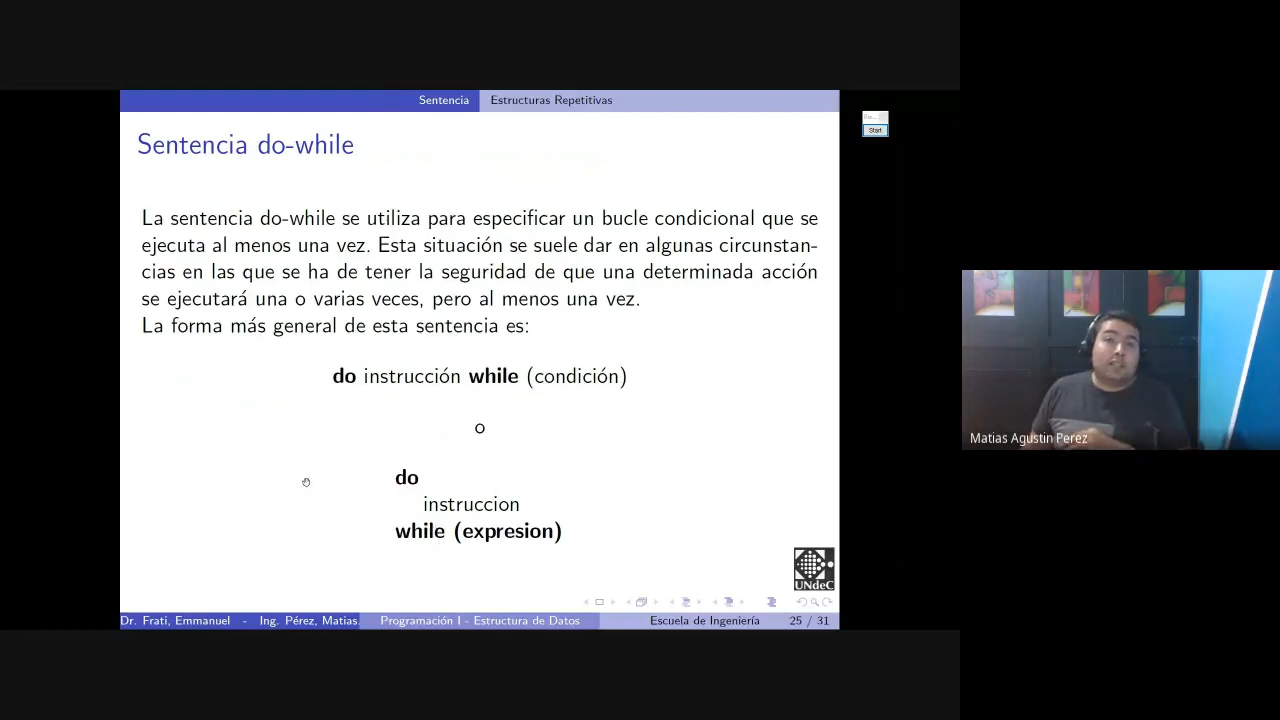 Sentencia Estructuras Repetitivas
Sentencia do-while
La sentencia do-while se utiliza para especificar un bucle condicional que se
ejecuta al menos una vez. Esta situación se suele dar en algunas circunstan-
cias en las que se ha de tener la seguridad de que una determinada acción
se ejecutará una o varias veces, pero al menos una vez.
La forma más general de esta sentencia es:
do instrucción while (condición)
o
do
instruccion
while (expresion)
UNdeC
Dr. Frati, Emmanuel - Ing. Pérez, Matias. Programación I - Estructura de Datos Escuela de Ingeniería 25 / 31
Start
Matias Agustin Perez